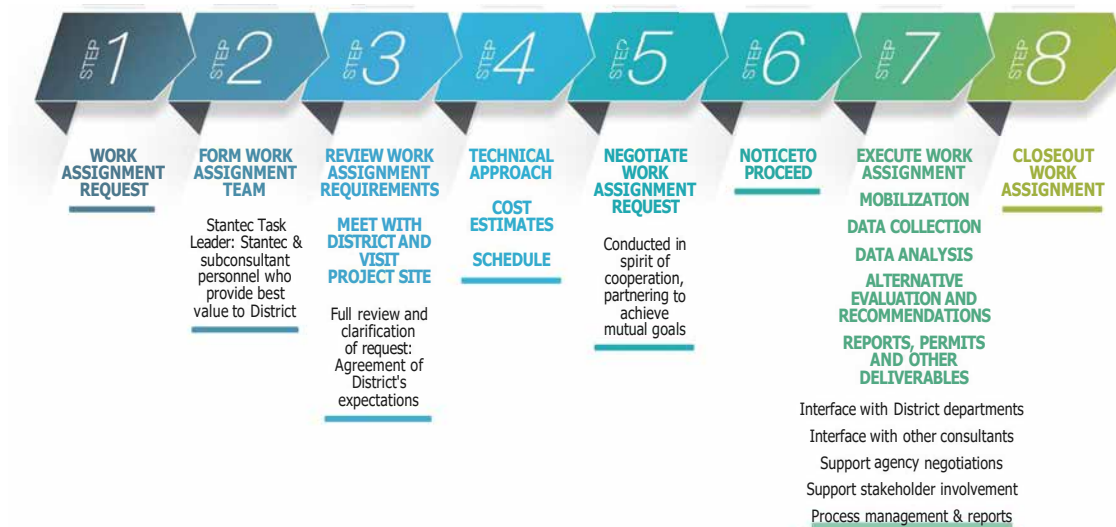 STEP 1
STEP 2
STEP 3
STEP 4
STEP 5
STEP 6
STEP 7
STEP 8
WORK
ASSIGNMENT
REQUEST
FORM WORK
ASSIGNMENT
TEAM
Stantec Task
Leader: Stantec &
subconsultant
personnel who
provide best
value to District
REVIEW WORK
ASSIGNMENT
REQUIREMENTS
MEET WITH
DISTRICT AND
VISIT
PROJECT SITE
Full review and
clarification
of request:
Agreement of
District's
expectations
TECHNICAL
APPROACH
COST
ESTIMATES
SCHEDULE
NEGOTIATE
WORK
ASSIGNMENT
REQUEST
Conducted in
spirit of
cooperation,
partnering to
achieve
mutual goals
NOTICETO
PROCEED
EXECUTE WORK
ASSIGNMENT
MOBILIZATION
DATA COLLECTION
DATA ANALYSIS
ALTERNATIVE
EVALUATION AND
RECOMMENDATIONS
REPORTS, PERMITS
AND OTHER
DELIVERABLES
Interface with District departments
Interface with other consultants
Support agency negotiations
Support stakeholder involvement
Process management & reports
CLOSEOUT
WORK
ASSIGNMENT